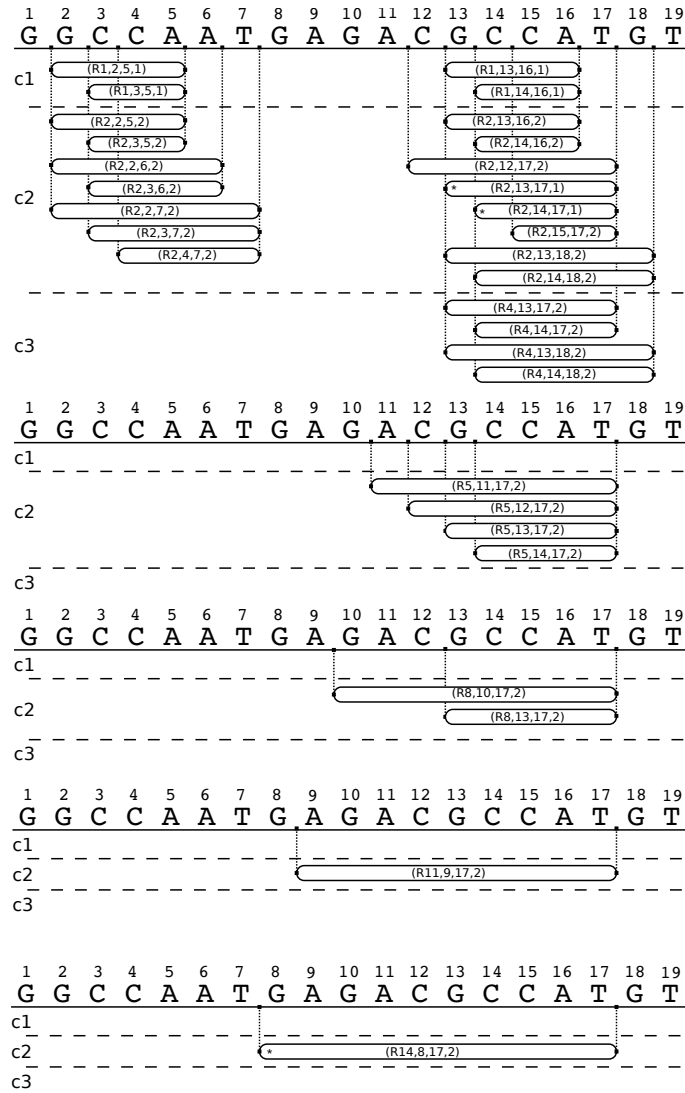 1 2 3 4 5 6 7 8 9 10 11 12 13 14 15 16 17 18 19
G G C C A A T G A G A C G C C A T G T
c1
(R1,2,5,1) (R1,13,16,1)
(R1,3,5,1) (R1,14,16,1)
c2
(R2,2,5,2) (R2,13,16,2)
(R2,3,5,2) (R2,14,16,2)
(R2,2,6,2) (R2,12,17,2)
(R2,3,6,2) * (R2,13,17,1)
(R2,2,7,2) * (R2,14,17,1)
(R2,3,7,2) (R2,15,17,2)
(R2,4,7,2) (R2,13,18,2)
(R2,14,18,2)
c3
(R4,13,17,2)
(R4,14,17,2)
(R4,13,18,2)
(R4,14,18,2)
1 2 3 4 5 6 7 8 9 10 11 12 13 14 15 16 17 18 19
G G C C A A T G A G A C G C C A T G T
c1
c2
(R5,11,17,2)
(R5,12,17,2)
(R5,13,17,2)
(R5,14,17,2)
c3
1 2 3 4 5 6 7 8 9 10 11 12 13 14 15 16 17 18 19
G G C C A A T G A G A C G C C A T G T
c1
c2
(R8,10,17,2)
(R8,13,17,2)
c3
1 2 3 4 5 6 7 8 9 10 11 12 13 14 15 16 17 18 19
G G C C A A T G A G A C G C C A T G T
c1
c2 (R11,9,17,2)
c3
1 2 3 4 5 6 7 8 9 10 11 12 13 14 15 16 17 18 19
G G C C A A T G A G A C G C C A T G T
c1
c2 * (R14,8,17,2)
c3